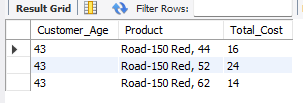 Result Grid Filter Rows:
Customer_Age Product Total_Cost
43 Road-150 Red, 44 16
43 Road-150 Red, 52 24
43 Road-150 Red, 62 14